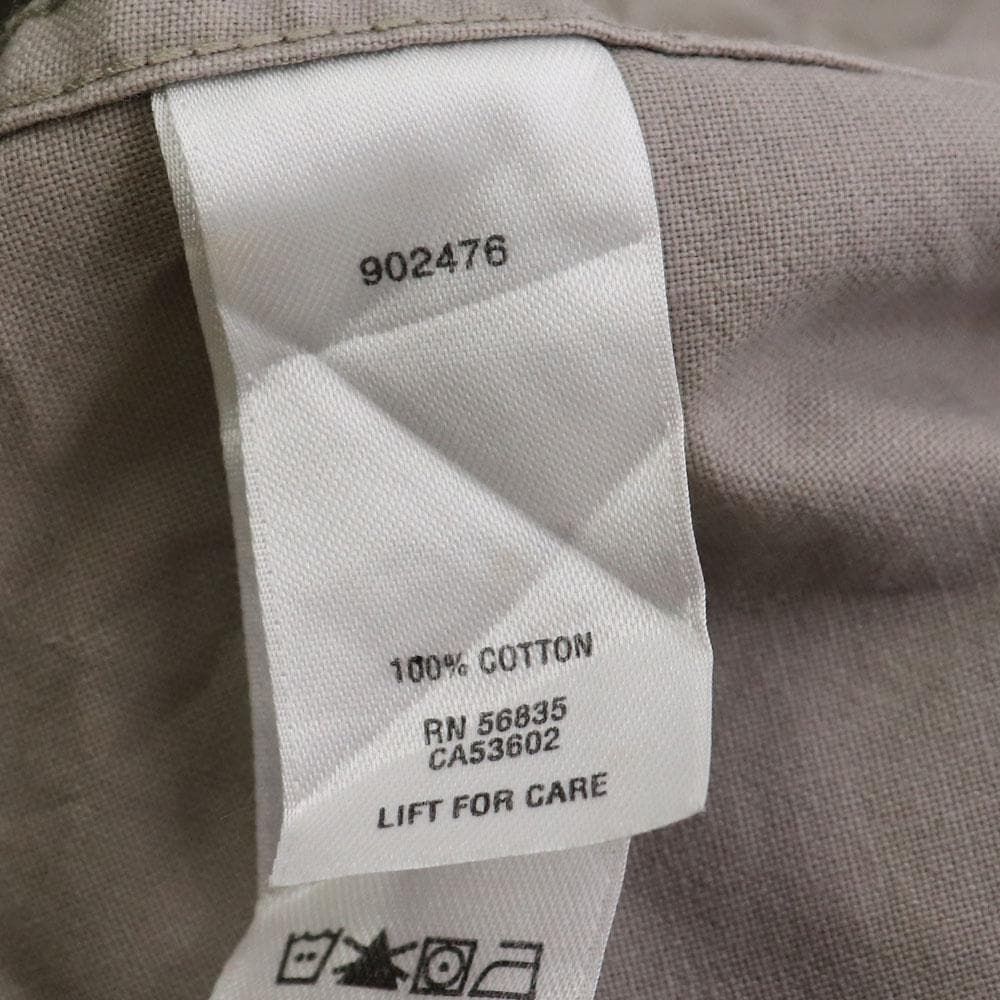 902476
100% COTTON
RN 56835
CA53602
LIFT FOR CARE